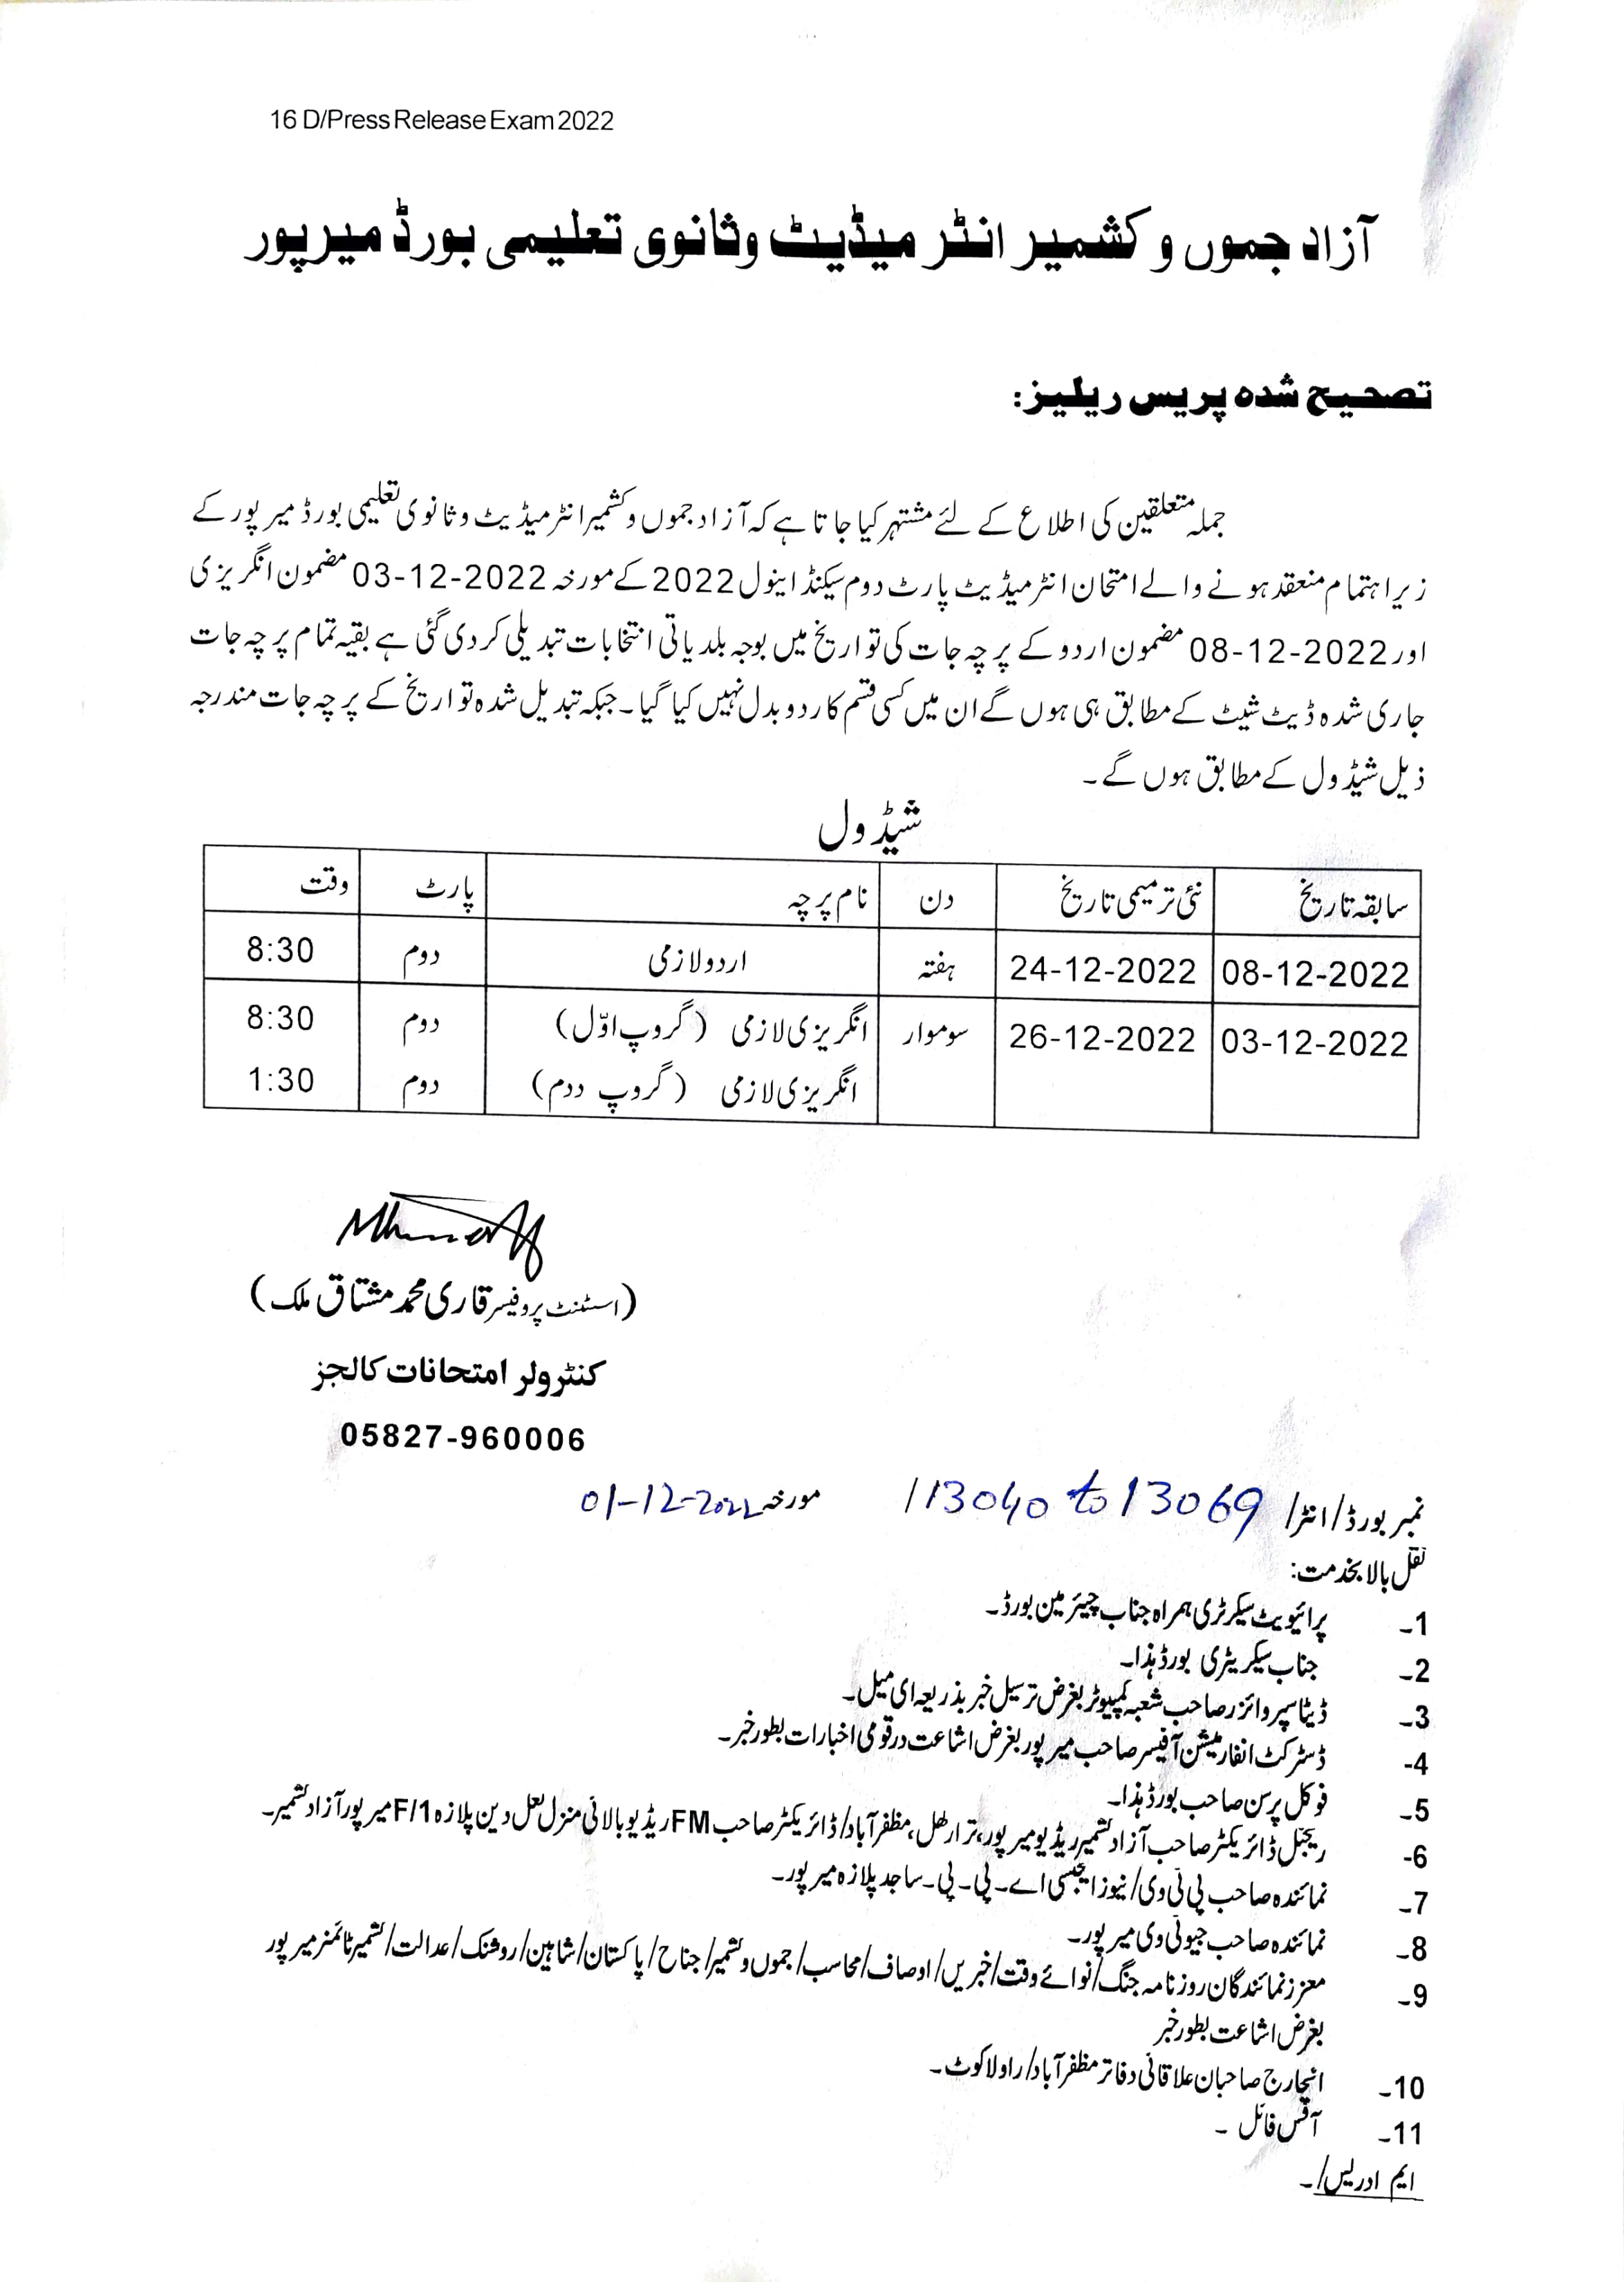 16 D/Press Release Exam 2022
آزاد جموں و کشمیر انٹر میڈیٹ وثانوی تعلیمی بورڈ میرپور
تصحیح شدہ پریس ریلیز:
جملہ متعلقین کی اطلاع کے لئے مشتہر کیا جاتا ہے کہ آزاد جموں وکشمیر انٹرمیڈیٹ وثانوی تعلیمی بورڈ میرپور کے
زیر اہتمام منعقد ہونے والے امتحان انٹرمیڈیٹ پارٹ دوم سیکنڈ اینول 2022 کے مورخہ 03-12-2022 مضمون انگریزی
اور 08-12-2022 مضمون اردو کے پرچہ جات کی تواریخ میں بوجہ بلدیاتی انتخابات تبدیلی کردی گئی ہے بقیہ تمام پرچہ جات
جاری شدہ ڈیٹ شیٹ کے مطابق ہی ہوں گے ان میں کسی قسم کا ردوبدل نہیں کیا گیا۔ جبکہ تبدیل شدہ تواریخ کے پرچہ جات مندرجہ
ذیل شیڈول کے مطابق ہوں گے۔
شیڈول
سابقہ تاریخ نئی ترمیمی تاریخ دن نام پرچہ پارٹ وقت
08-12-2022 24-12-2022 ہفتہ اردو لازمی دوم 8:30
03-12-2022 26-12-2022 سوموار انگریزی لازمی (گروپ اوّل) دوم 8:30
انگریزی لازمی (گروپ دوم) دوم 1:30
(اسسٹنٹ پروفیسر قاری محمد مشتاق ملک)
کنٹرولر امتحانات کالجز
05827-960006
نمبر بورڈ/انٹر/ 113040 to 13069 مورخہ 01-12-2022
نقل بالا بخدمت:
1۔ پرائیویٹ سیکرٹری ہمراہ جناب چیئرمین بورڈ۔
2۔ جناب سیکریٹری بورڈ ہذا۔
3۔ ڈیٹا سپروائزر صاحب شعبہ کمپیوٹر بغرض ترسیل خبر بذریعہ ای میل۔
4- ڈسٹرکٹ انفارمیشن آفیسر صاحب میرپور بغرض اشاعت در قومی اخبارات بطور خبر۔
5۔ فوکل پرسن صاحب بورڈ ہذا۔
6- ریجنل ڈائریکٹر صاحب آزاد کشمیر ریڈیو میرپور، تراڑکھل، مظفرآباد/ڈائریکٹر صاحب FM ریڈیو بالائی منزل لعل دین پلازہ F/1 میرپور آزاد کشمیر۔
7۔ نمائندہ صاحب پی ٹی وی/نیوز ایجنسی اے۔ پی۔ پی۔ ساجد پلازہ میرپور۔
8۔ نمائندہ صاحب جیو ٹی وی میرپور۔
9۔ معزز نمائندگان روزنامہ جنگ/نوائے وقت/خبریں/اوصاف/محاسب/جموں وکشمیر/جناح/پاکستان/شاہین/روشنک/عدالت/کشمیر ٹائمز میرپور
بغرض اشاعت بطور خبر
10۔ انچارج صاحبان علاقائی دفاتر مظفرآباد/راولاکوٹ۔
11۔ آفس فائل ۔
ایم ادریس/۔